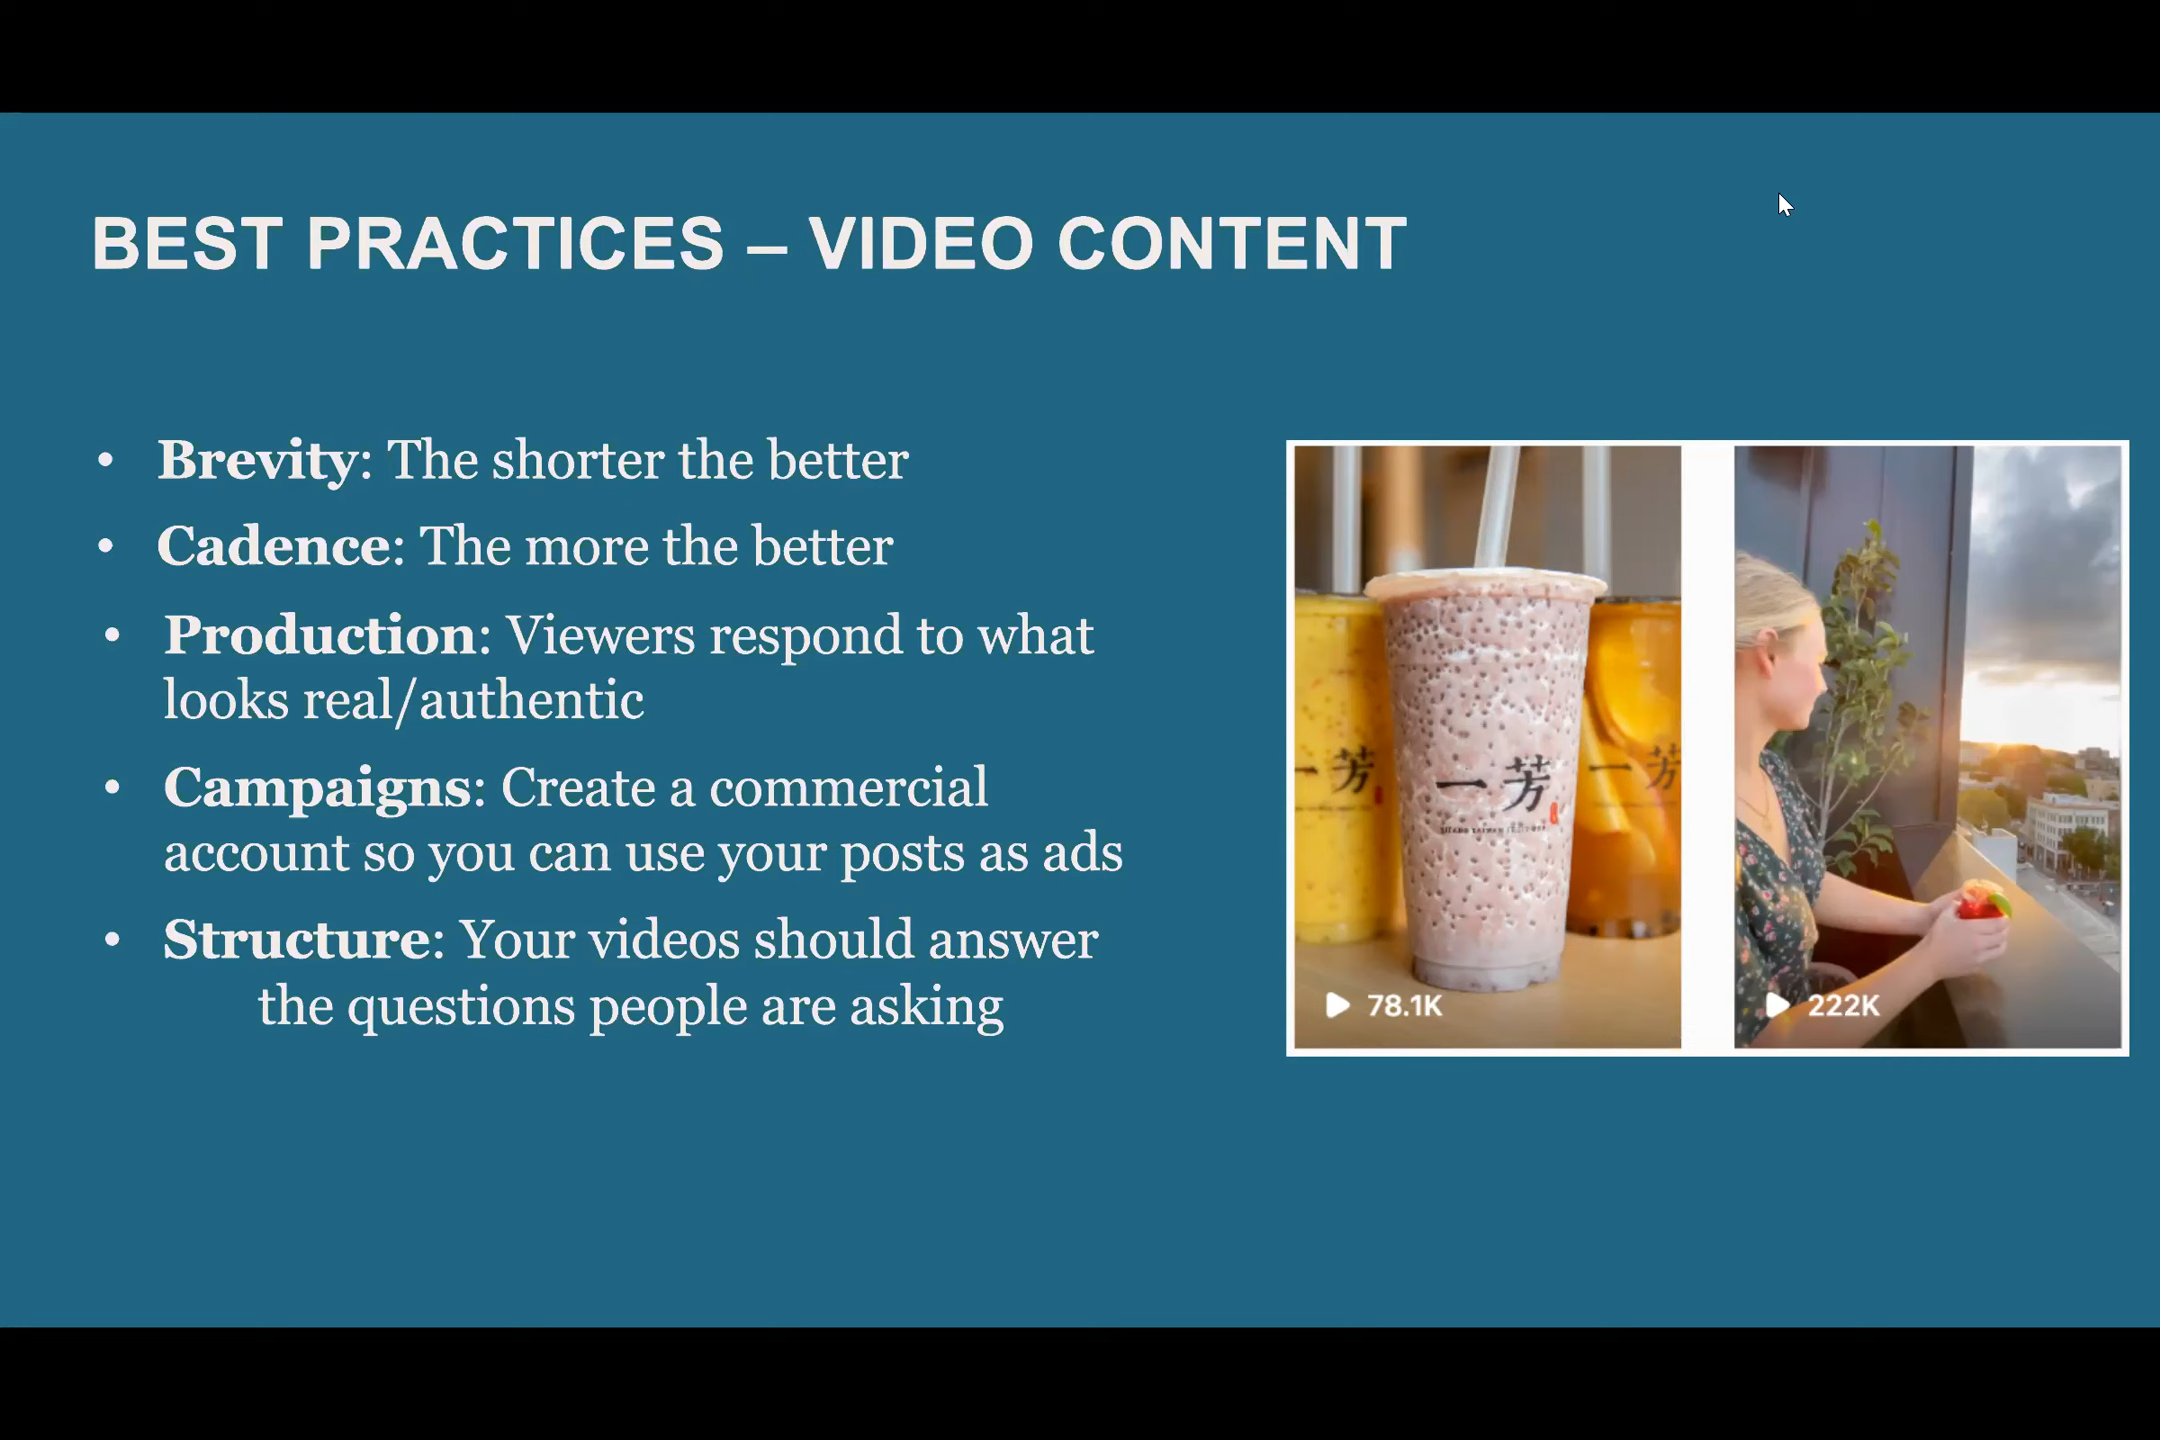 BEST PRACTICES – VIDEO CONTENT
• Brevity: The shorter the better
• Cadence: The more the better
• Production: Viewers respond to what
looks real/authentic
• Campaigns: Create a commercial
account so you can use your posts as ads
• Structure: Your videos should answer
the questions people are asking
一芳
一芳
一芳
78.1K
222K